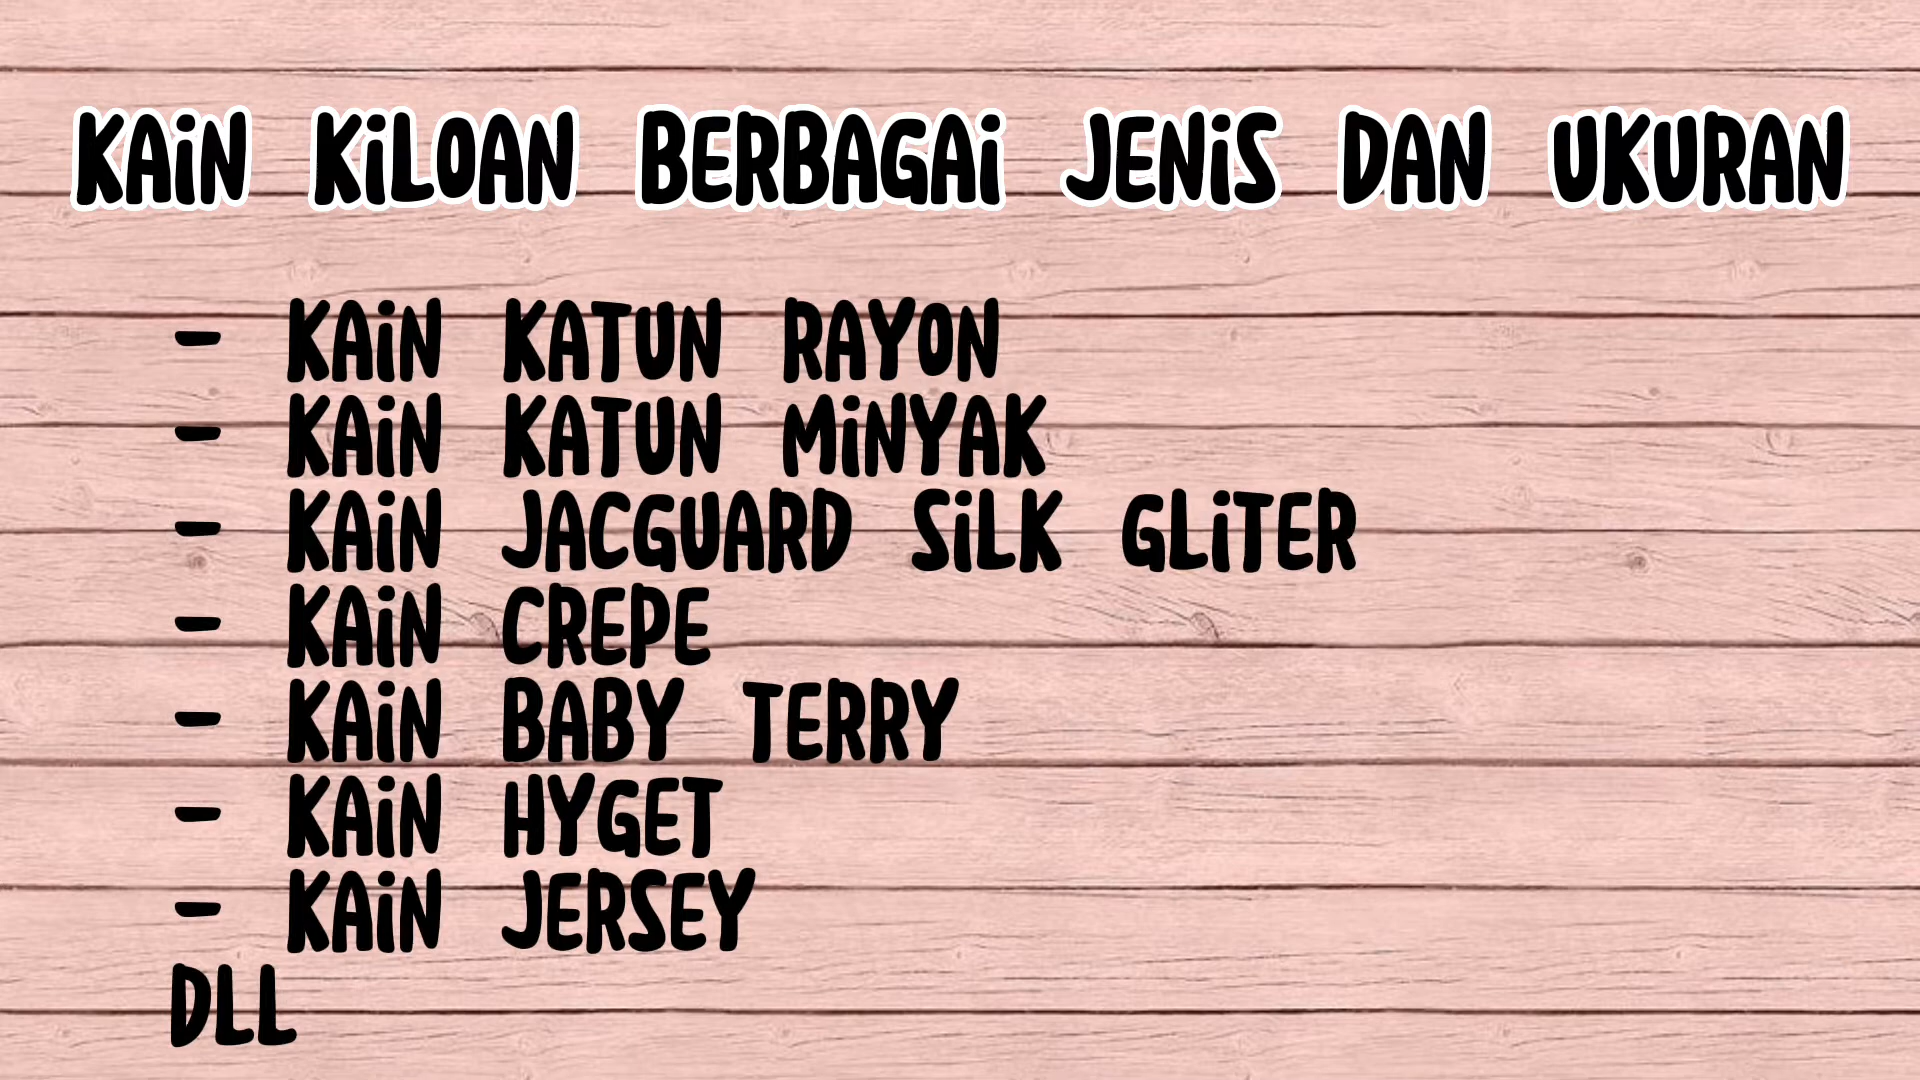 KAiN KiLOAN BERBAGAi JENiS DAN UKURAN
- KAiN KATUN RAYON
- KAiN KATUN MiNYAK
- KAiN JACGUARD SiLK GLiTER
- KAiN CREPE
- KAiN BABY TERRY
- KAiN HYGET
- KAiN JERSEY
DLL